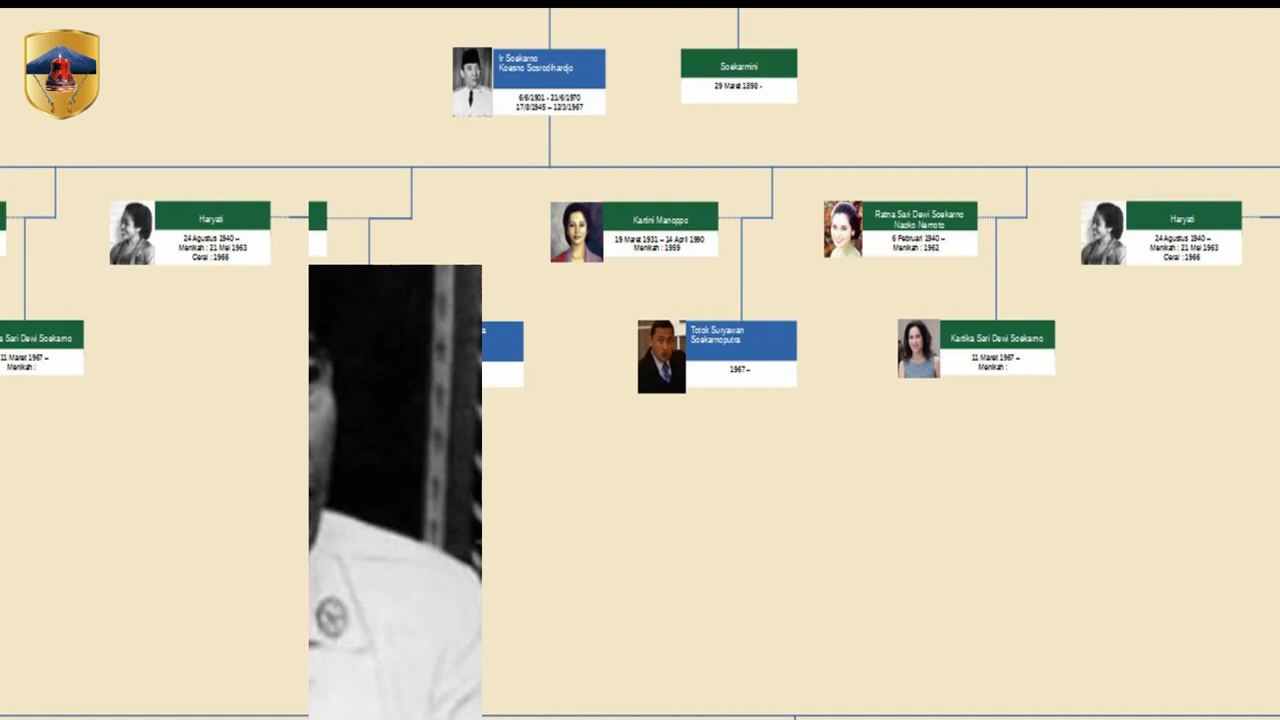 Ir Soekarno
Koesno Sosrodihardjo
6/6/1901 - 21/6/1970
17/8/1945 – 12/3/1967
Soekarmini
29 Maret 1898 -
Haryati
24 Agustus 1940 –
Menikah : 21 Mei 1963
Cerai : 1966
Kartini Manoppo
19 Maret 1931 – 14 April 1990
Menikah : 1959
Ratna Sari Dewi Soekarno
Naoko Nemoto
6 Februari 1940 –
Menikah : 1962
Haryati
24 Agustus 1940 –
Menikah : 21 Mei 1963
Cerai : 1966
a Sari Dewi Soekarno
11 Maret 1967 –
Menikah :
a
Totok Suryawan
Soekarnoputra
1967 –
Kartika Sari Dewi Soekarno
11 Maret 1967 –
Menikah :